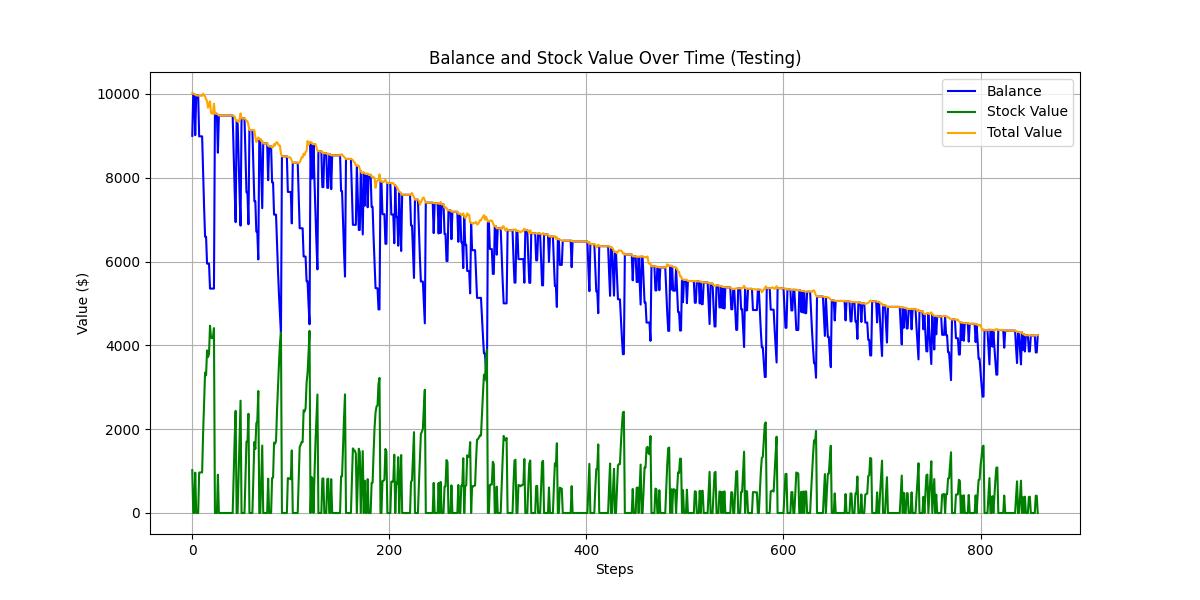 Balance and Stock Value Over Time (Testing)
Balance
Stock Value
Total Value
Value ($)
10000
8000
6000
4000
2000
0
0 200 400 600 800
Steps